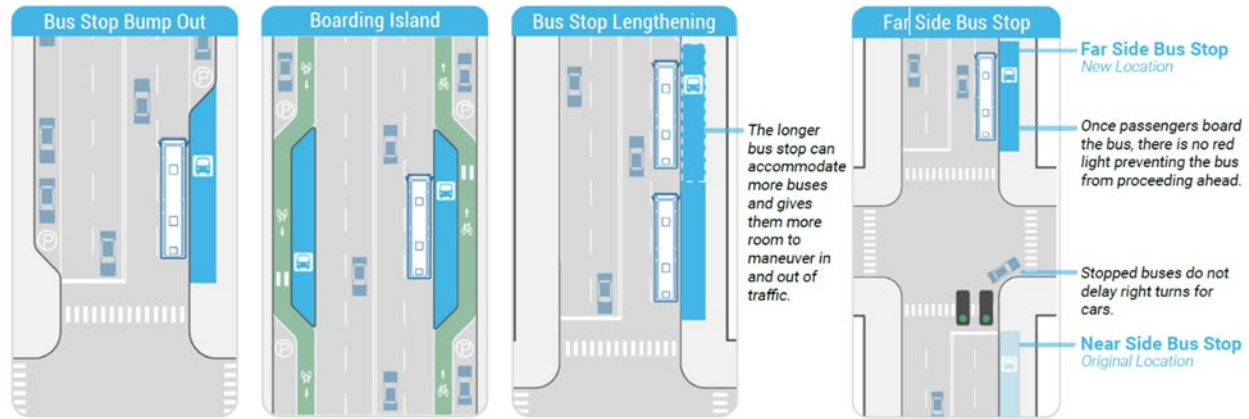 Bus Stop Bump Out
Boarding Island
Bus Stop Lengthening
The longer
bus stop can
accommodate
more buses
and gives
them more
room to
maneuver in
and out of
traffic.
Far Side Bus Stop
Far Side Bus Stop
New Location
Once passengers board
the bus, there is no red
light preventing the bus
from proceeding ahead.
Stopped buses do not
delay right turns for
cars.
Near Side Bus Stop
Original Location
P
P
P
P
P
P